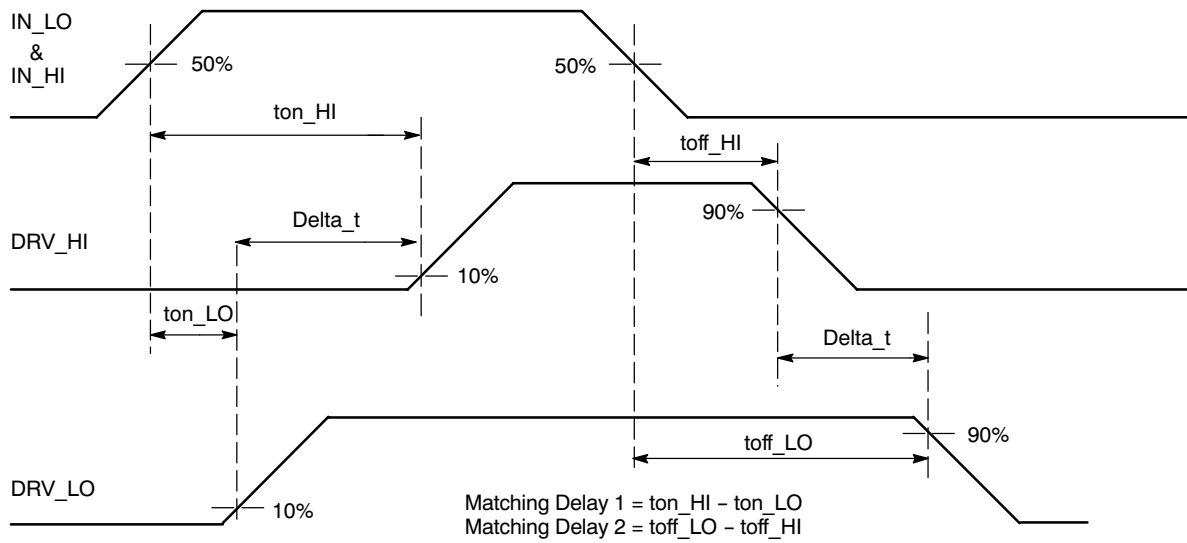 IN_LO
&
IN_HI
50%
50%
ton_HI
toff_HI
DRV_HI
Delta_t
90%
10%
ton_LO
Delta_t
DRV_LO
10%
toff_LO
90%
Matching Delay 1 = ton_HI − ton_LO
Matching Delay 2 = toff_LO − toff_HI